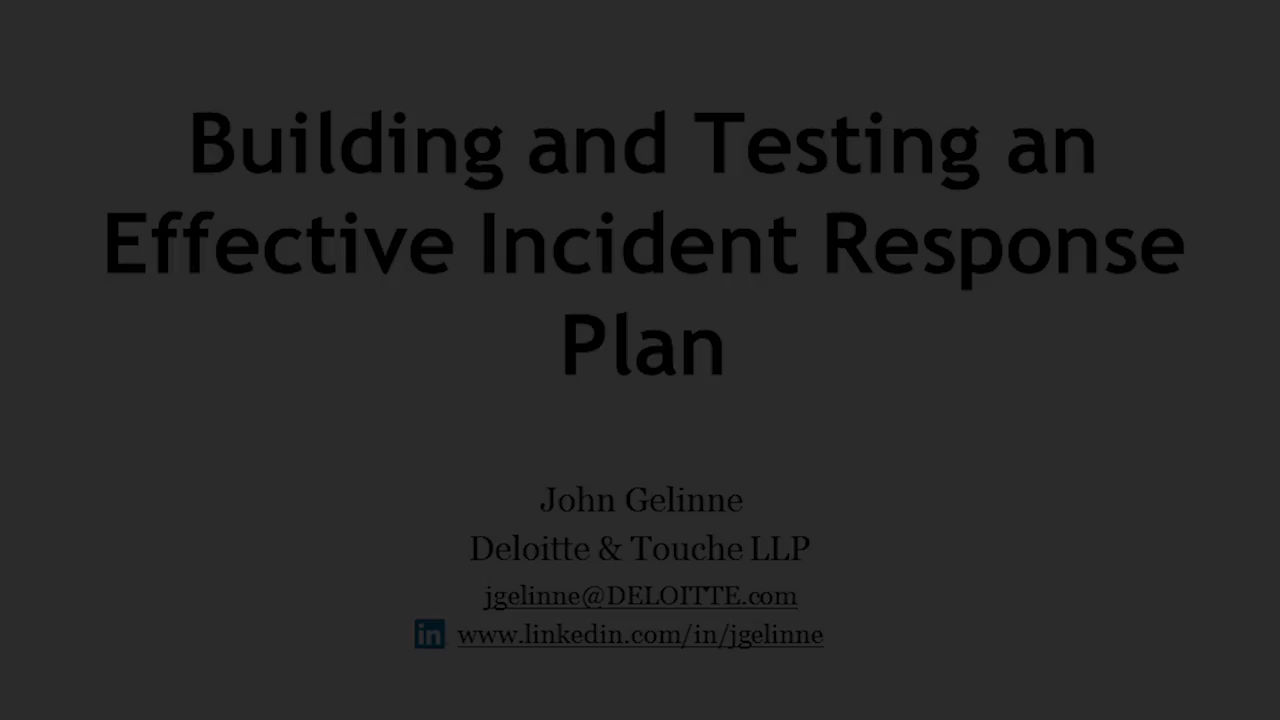 Building and Testing an
Effective Incident Response
Plan
John Gelinne
Deloitte & Touche LLP
jgelinne@DELOITTE.com
in www.linkedin.com/in/jgelinne